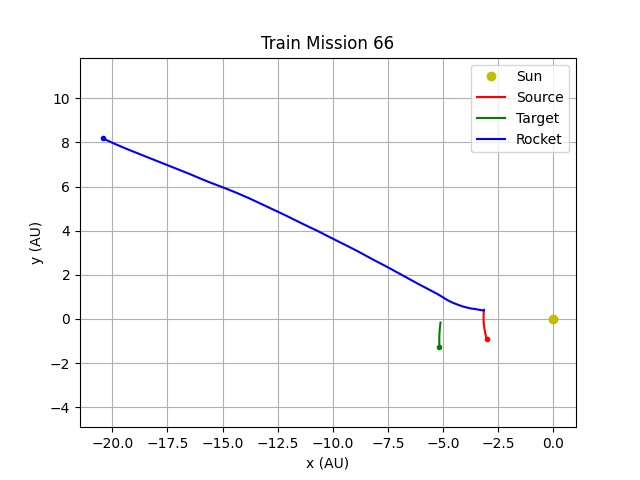 Train Mission 66
Sun
Source
Target
Rocket
10
8
6
4
2
0
−2
−4
y (AU)
−20.0 −17.5 −15.0 −12.5 −10.0 −7.5 −5.0 −2.5 0.0
x (AU)